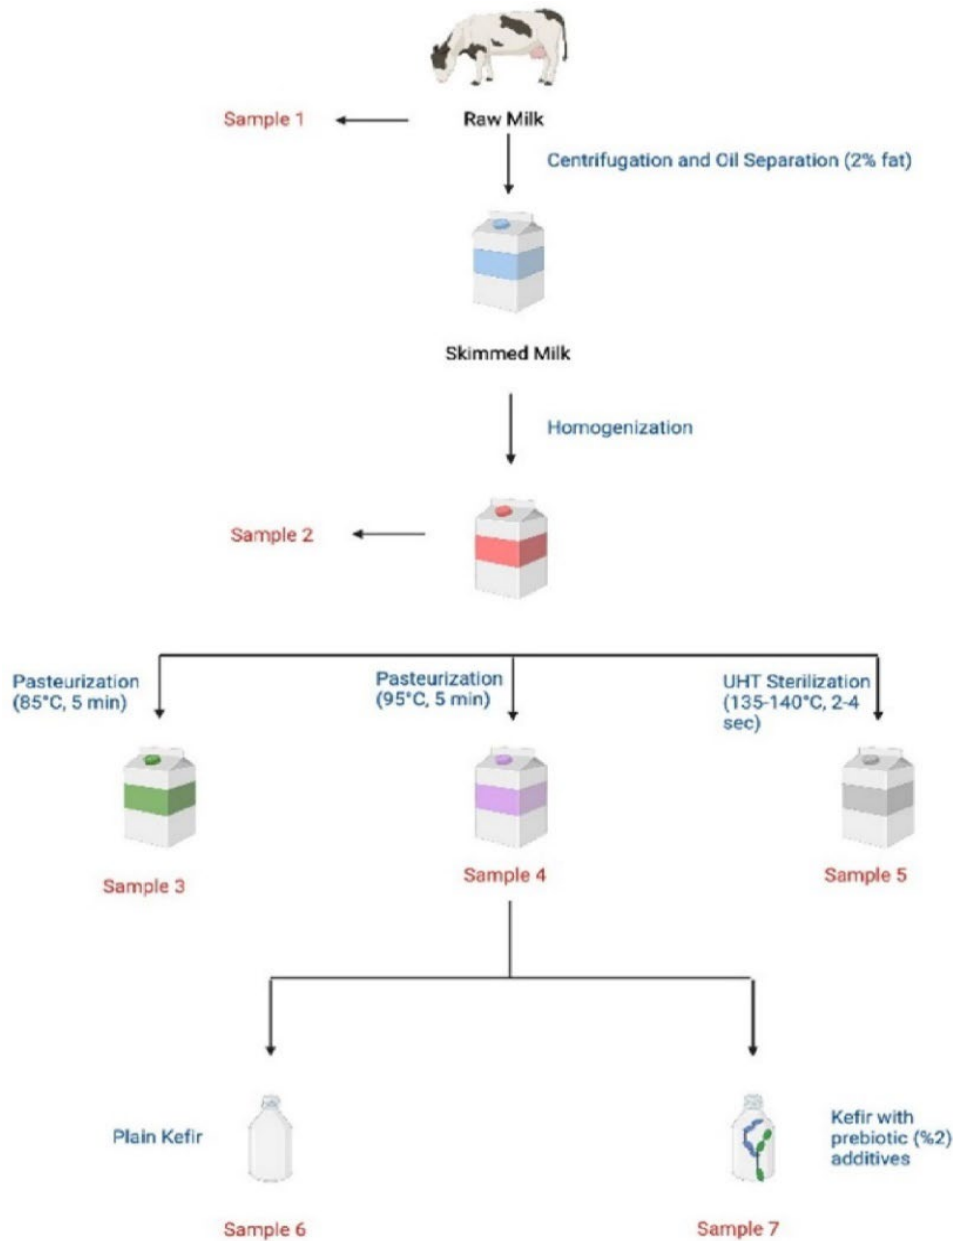 Sample 1
Raw Milk
Centrifugation and Oil Separation (2% fat)
Skimmed Milk
Homogenization
Sample 2
Pasteurization
(85°C, 5 min)
Pasteurization
(95°C, 5 min)
UHT Sterilization
(135-140°C, 2-4
sec)
Sample 3
Sample 4
Sample 5
Plain Kefir
Kefir with
prebiotic (%2)
additives
Sample 6
Sample 7